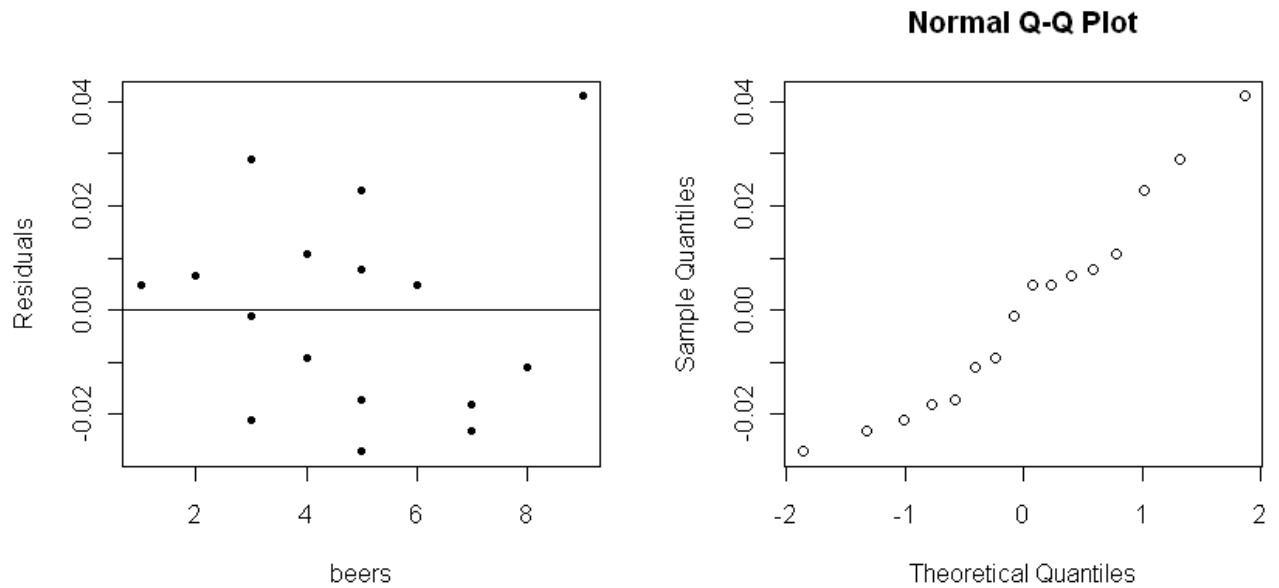 Normal Q-Q Plot
Residuals
0.04
0.02
0.00
-0.02
2 4 6 8
beers
Sample Quantiles
0.04
0.02
0.00
-0.02
-2 -1 0 1 2
Theoretical Quantiles